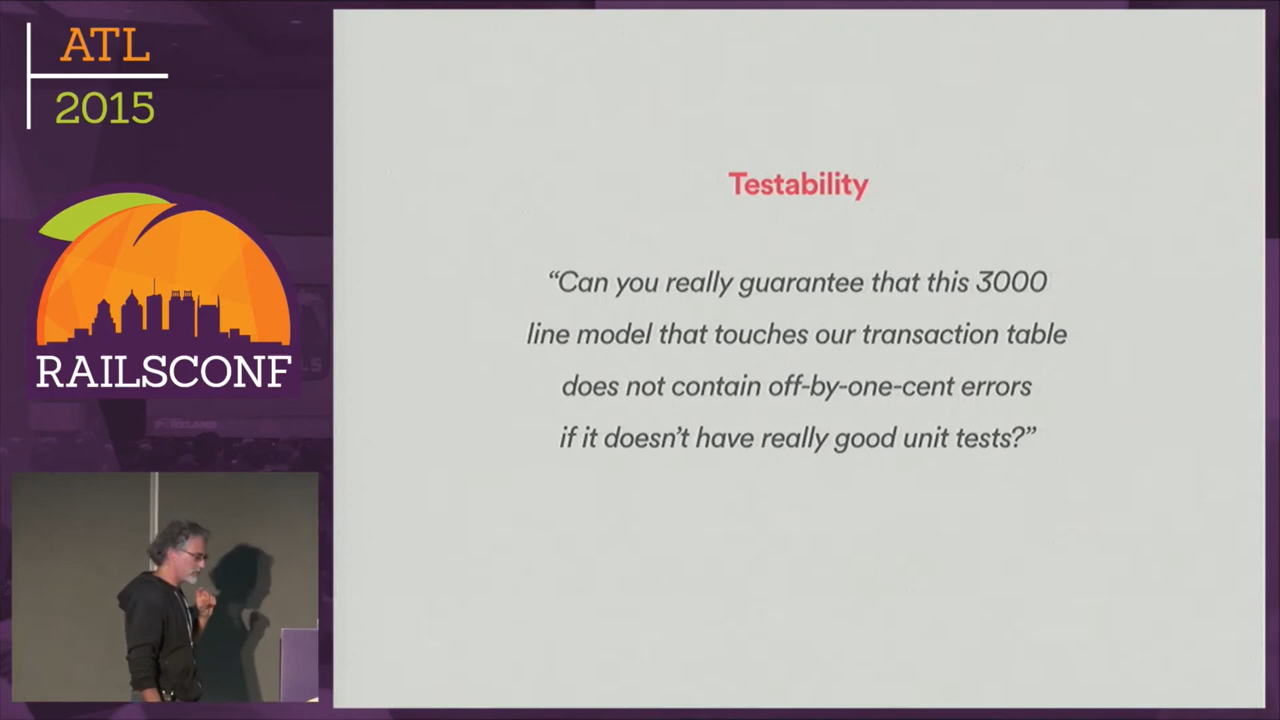 ATL
2015
RAILSCONF
Testability
“Can you really guarantee that this 3000
line model that touches our transaction table
does not contain off-by-one-cent errors
if it doesn’t have really good unit tests?”